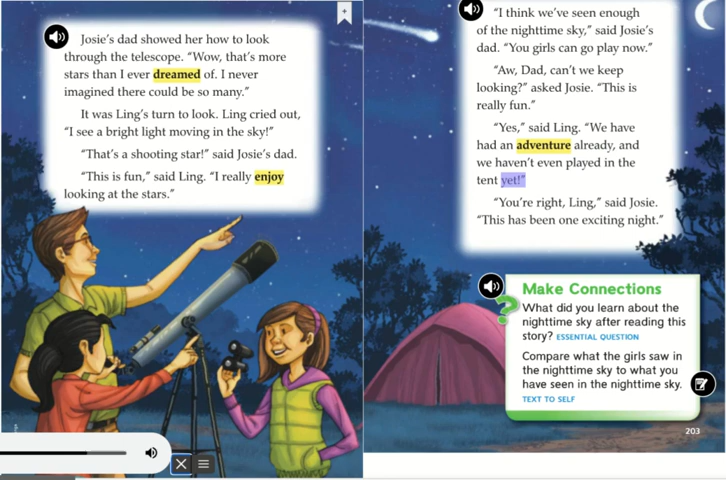 Josie's dad showed her how to look
through the telescope. "Wow, that's more
stars than I ever dreamed of. I never
imagined there could be so many."
It was Ling's turn to look. Ling cried out,
"I see a bright light moving in the sky!"
"That's a shooting star!" said Josie's dad.
"This is fun," said Ling. "I really enjoy
looking at the stars."
"I think we've seen enough
of the nighttime sky," said Josie's
dad. "You girls can go play now."
"Aw, Dad, can't we keep
looking?" asked Josie. "This is
really fun."
"Yes," said Ling. "We have
had an adventure already, and
we haven't even played in the
tent yet!"
"You're right, Ling," said Josie.
"This has been one exciting night."
?
Make Connections
What did you learn about the
nighttime sky after reading this
story? ESSENTIAL QUESTION
Compare what the girls saw in
the nighttime sky to what you
have seen in the nighttime sky.
TEXT TO SELF
203